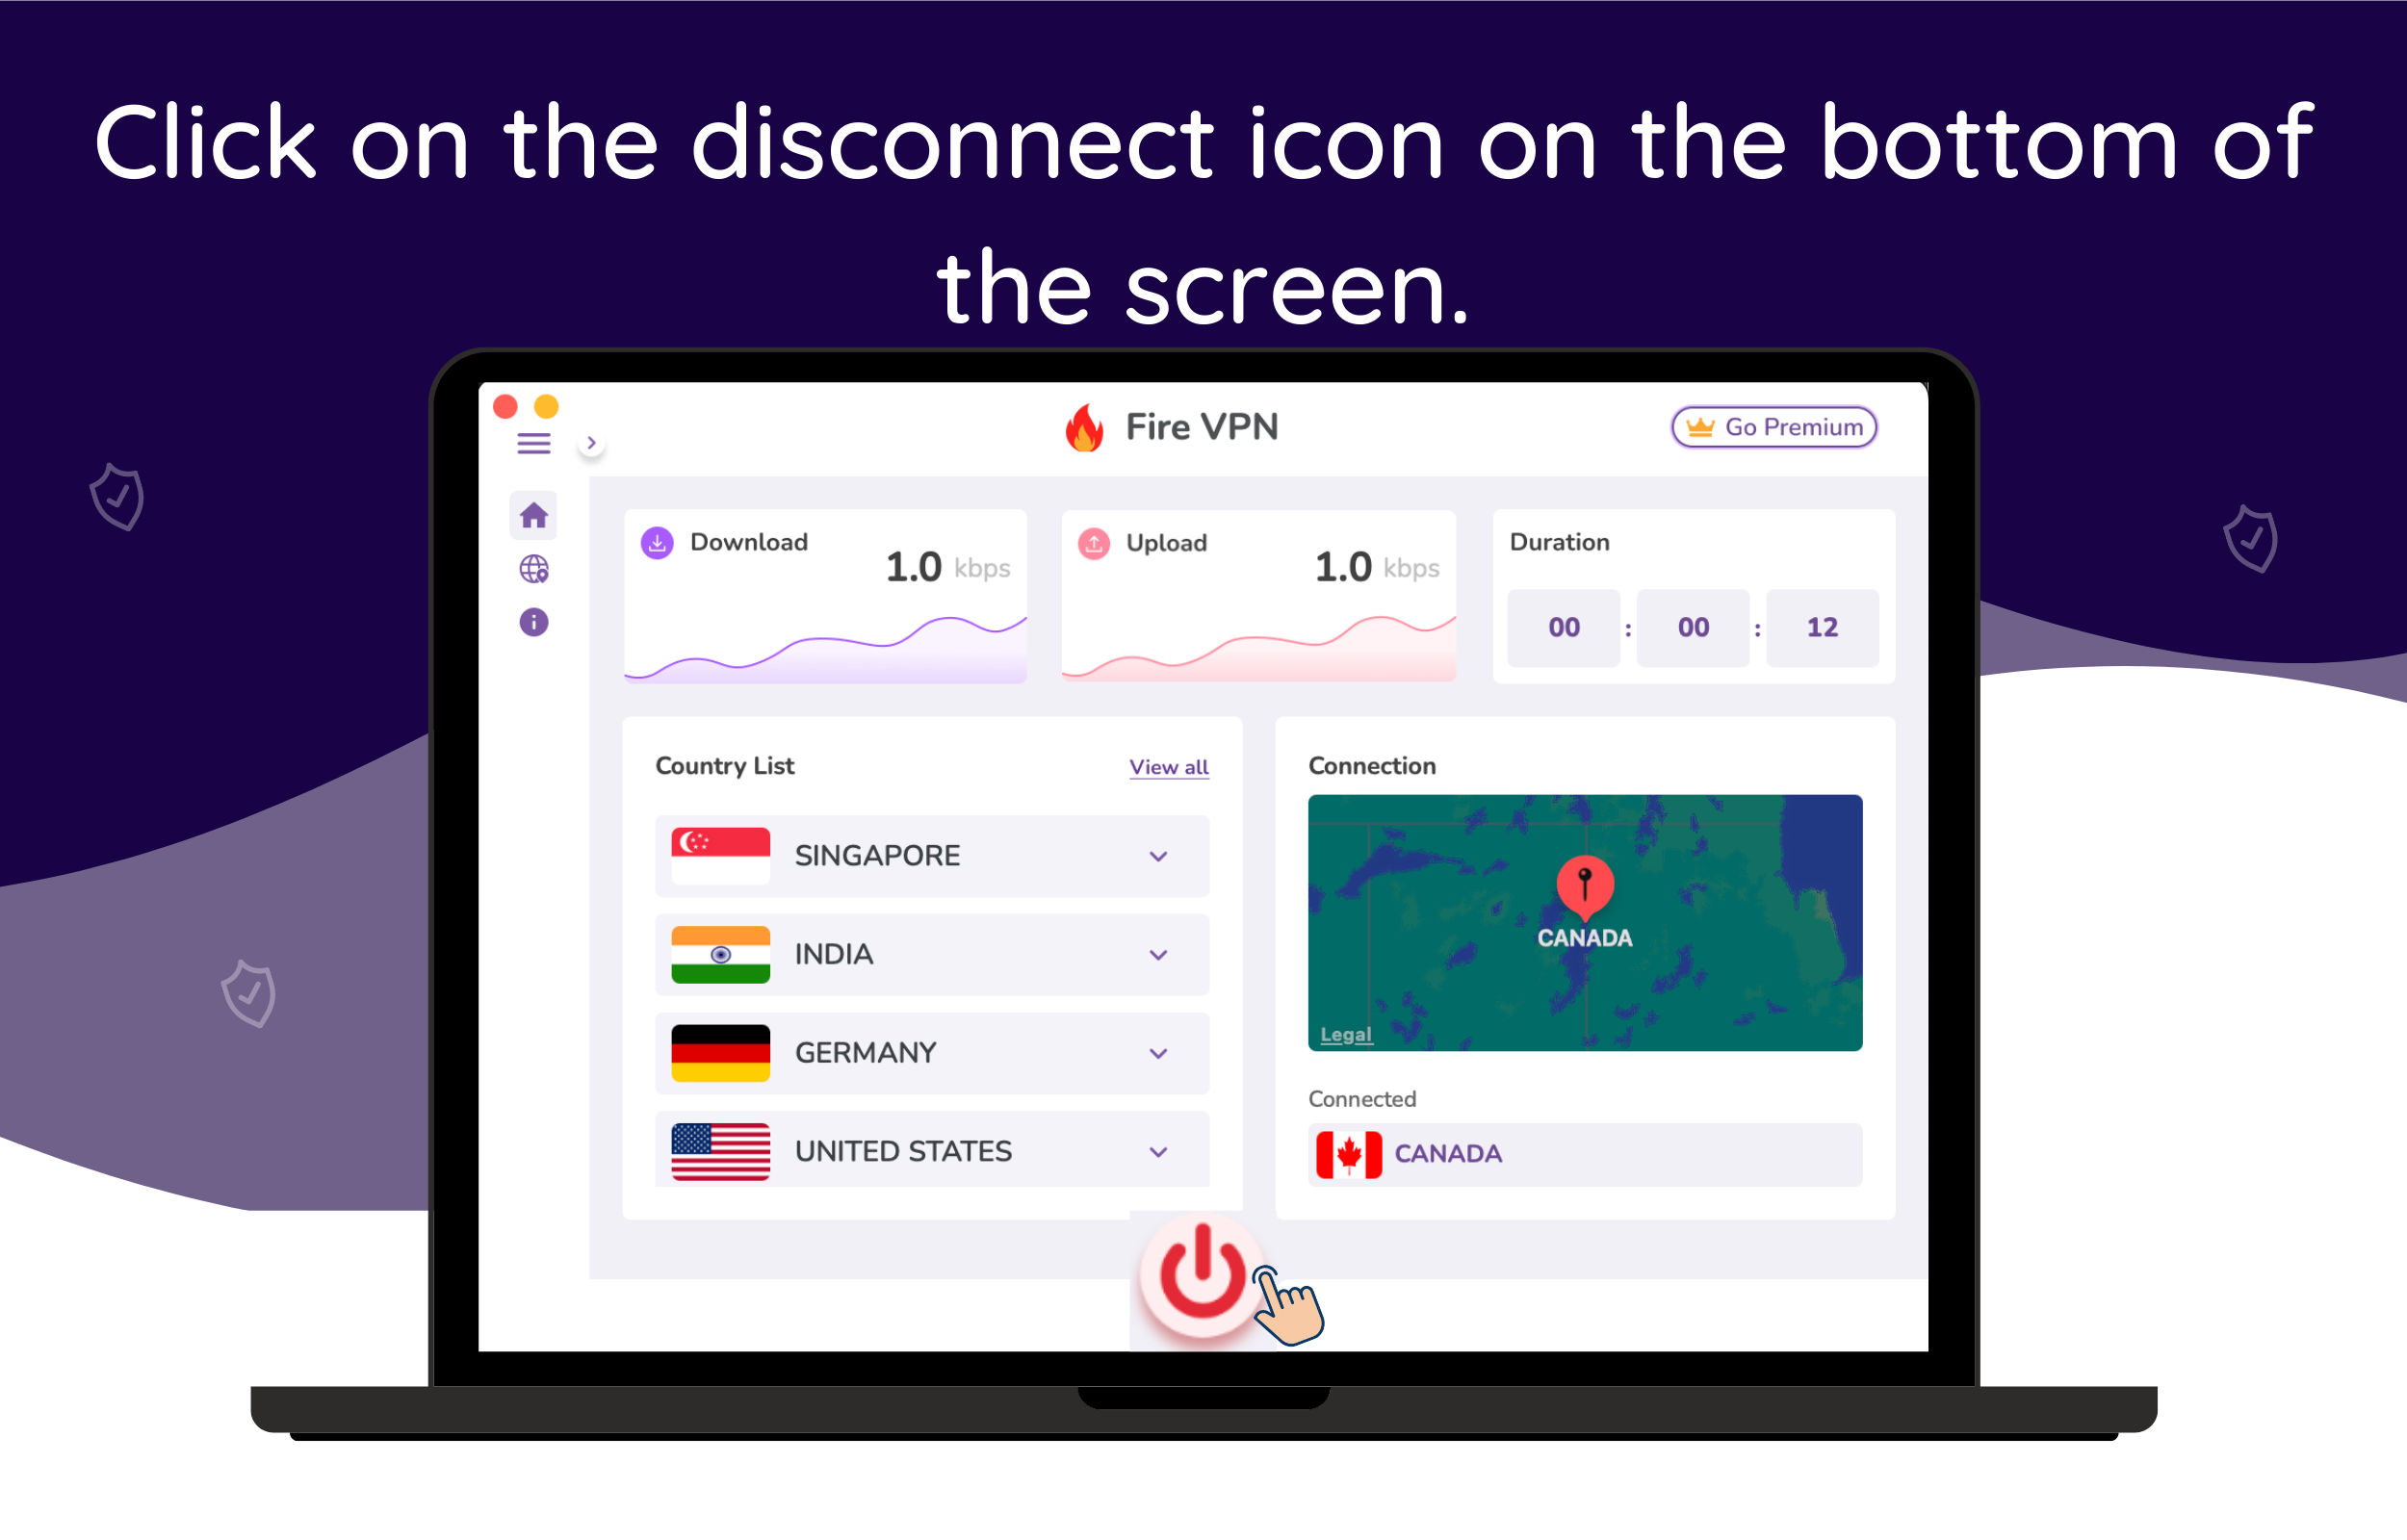 Click on the disconnect icon on the bottom of
the screen.
Fire VPN
Go Premium
Download
1.0 kbps
Upload
1.0 kbps
Duration
00 : 00 : 12
Country List
View all
SINGAPORE
INDIA
GERMANY
UNITED STATES
Connection
CANADA
Legal
Connected
CANADA